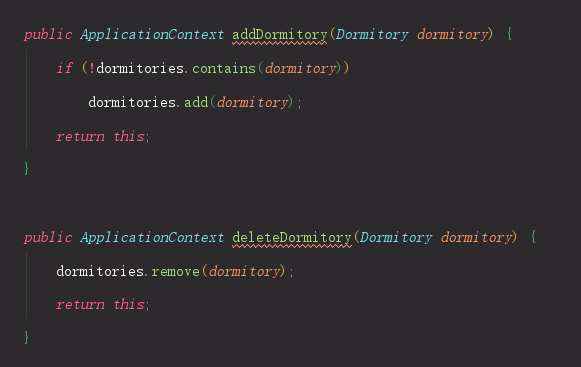 public ApplicationContext addDormitory(Dormitory dormitory) {
if (!dormitories.contains(dormitory))
dormitories.add(dormitory);
return this;
}
public ApplicationContext deleteDormitory(Dormitory dormitory) {
dormitories.remove(dormitory);
return this;
}